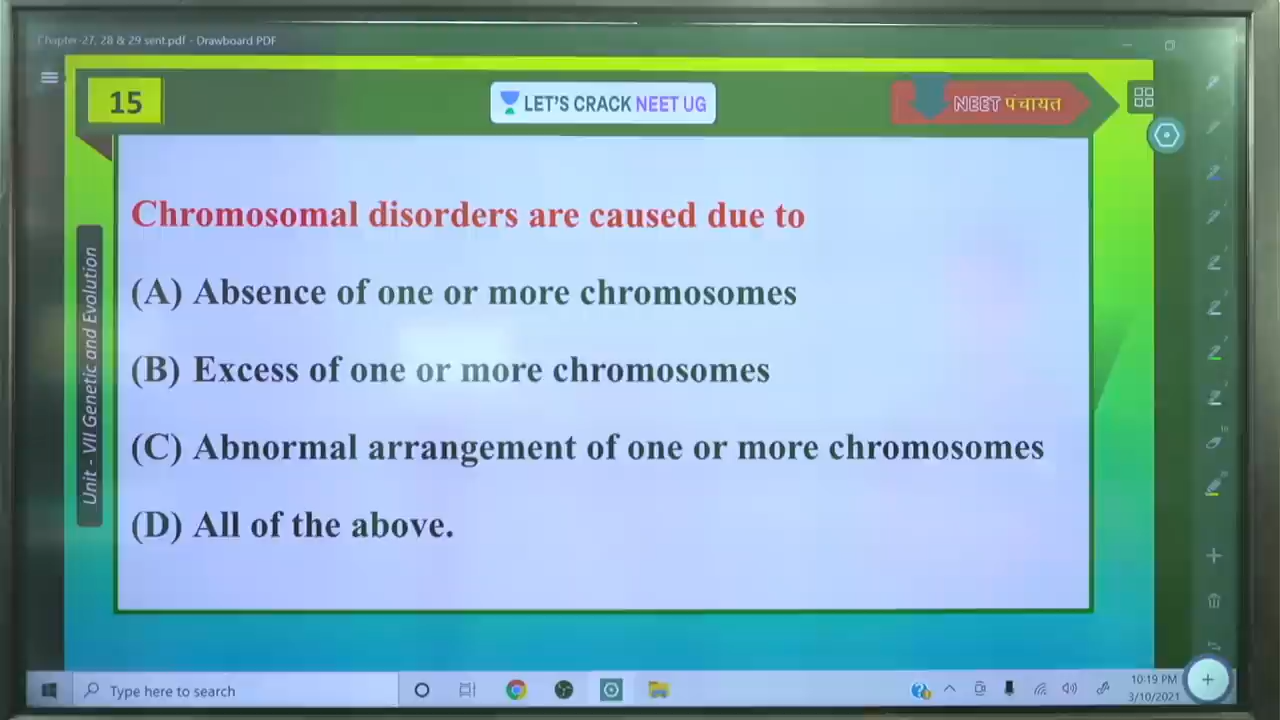 Chapter-27, 28 & 29 sent.pdf - Drawboard PDF
15
LET'S CRACK NEET UG
NEET पंचायत
Chromosomal disorders are caused due to
(A) Absence of one or more chromosomes
(B) Excess of one or more chromosomes
(C) Abnormal arrangement of one or more chromosomes
(D) All of the above.
Unit - VII Genetic and Evolution
Type here to search
10:19 PM
3/10/2021